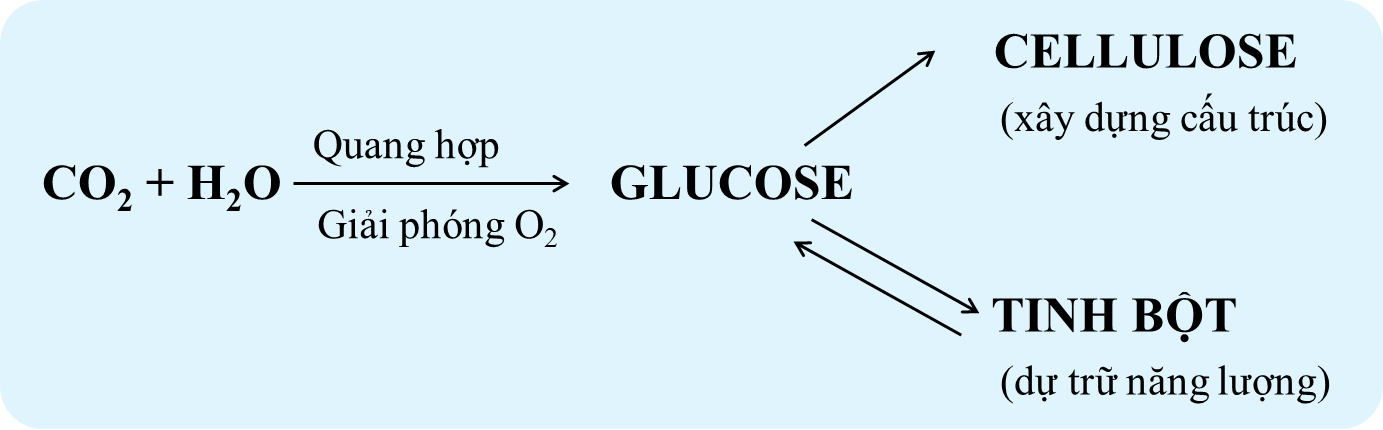 CELLULOSE
(xây dựng cấu trúc)
Quang hợp
CO₂ + H₂O
GLUCOSE
Giải phóng O₂
TINH BỘT
(dự trữ năng lượng)